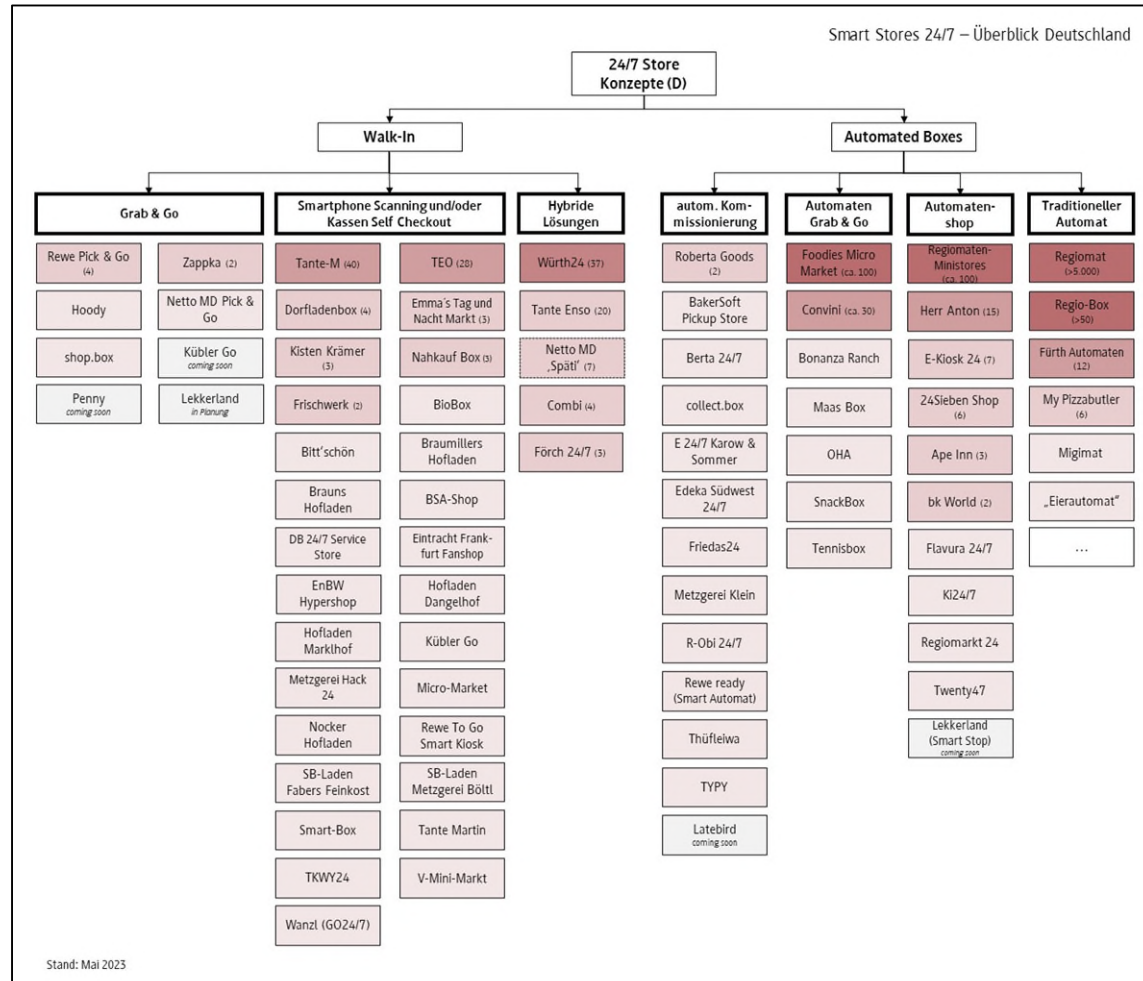 Smart Stores 24/7 – Überblick Deutschland
24/7 Store
Konzepte (D)
Walk-In
Automated Boxes
Grab & Go
Smartphone Scanning und/oder
Kassen Self Checkout
Hybride
Lösungen
autom. Kom-
missionierung
Automaten
Grab & Go
Automaten-
shop
Traditioneller
Automat
Rewe Pick & Go
(4)
Hoody
shop.box
Penny
coming soon
Zappka (2)
Netto MD Pick &
Go
Kübler Go
coming soon
Lekkerland
in Planung
Tante-M (40)
Dorfladenbox (4)
Kisten Krämer
(3)
Frischwerk (2)
Bitt'schön
Brauns
Hofladen
DB 24/7 Service
Store
EnBW
Hypershop
Hofladen
Marklhof
Metzgerei Hack
24
Nocker
Hofladen
SB-Laden
Fabers Feinkost
Smart-Box
TKWY24
Wanzl (GO24/7)
TEO (28)
Emma´s Tag und
Nacht Markt (3)
Nahkauf Box (3)
BioBox
Braumillers
Hofladen
BSA-Shop
Eintracht Frank-
furt Fanshop
Hofladen
Dangelhof
Kübler Go
Micro-Market
Rewe To Go
Smart Kiosk
SB-Laden
Metzgerei Böltl
Tante Martin
V-Mini-Markt
Würth24 (37)
Tante Enso (20)
Netto MD
‚Späti' (7)
Combi (4)
Förch 24/7 (3)
Roberta Goods
(2)
BakerSoft
Pickup Store
Berta 24/7
collect.box
E 24/7 Karow &
Sommer
Edeka Südwest
24/7
Friedas24
Metzgerei Klein
R-Obi 24/7
Rewe ready
(Smart Automat)
Thüfleiwa
TYPY
Latebird
coming soon
Foodies Micro
Market (ca. 100)
Convini (ca. 30)
Bonanza Ranch
Maas Box
OHA
SnackBox
Tennisbox
Regiomaten-
Ministores
(ca. 100)
Herr Anton (15)
E-Kiosk 24 (7)
24Sieben Shop
(6)
Ape Inn (3)
bk World (2)
Flavura 24/7
Ki24/7
Regiomarkt 24
Twenty47
Lekkerland
(Smart Stop)
coming soon
Regiomat
(>5.000)
Regio-Box
(>50)
Fürth Automaten
(12)
My Pizzabutler
(6)
Migimat
„Eierautomat"
...
Stand: Mai 2023